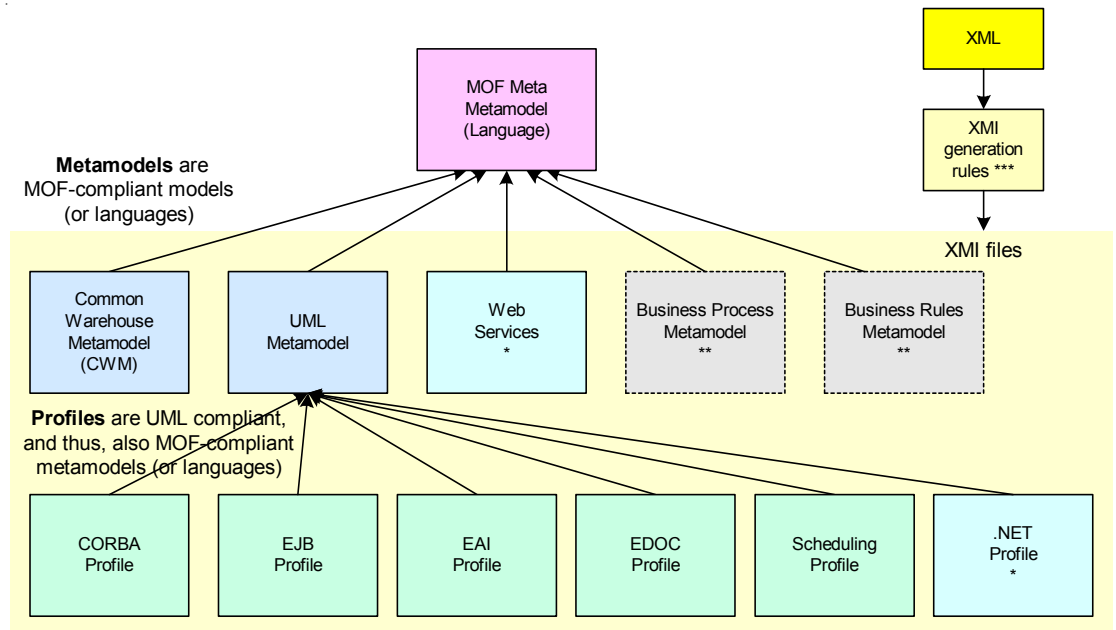 XML
MOF Meta
Metamodel
(Language)
XMI
generation
rules ***
Metamodels are
MOF-compliant models
(or languages)
XMI files
Common
Warehouse
Metamodel
(CWM)
UML
Metamodel
Web
Services
*
Business Process
Metamodel
**
Business Rules
Metamodel
**
Profiles are UML compliant,
and thus, also MOF-compliant
metamodels (or languages)
CORBA
Profile
EJB
Profile
EAI
Profile
EDOC
Profile
Scheduling
Profile
.NET
Profile
*